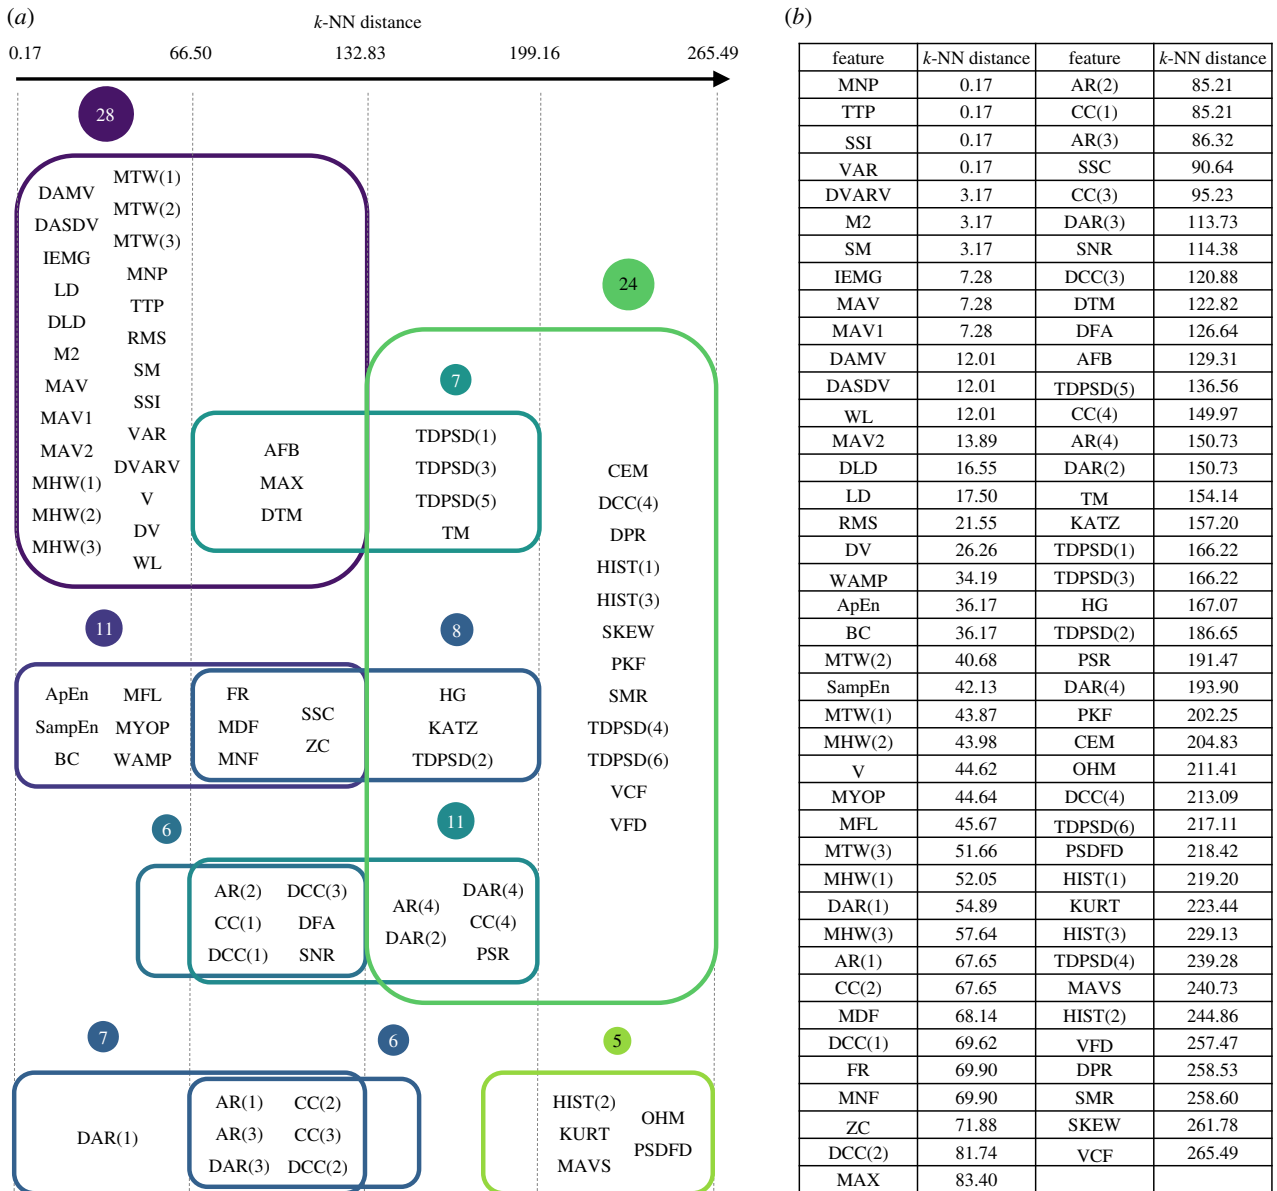 (a)
k-NN distance
0.17 66.50 132.83 199.16 265.49
28
DAMV
DASDV
IEMG
LD
DLD
M2
MAV
MAV1
MAV2
MHW(1)
MHW(2)
MHW(3)
MTW(1)
MTW(2)
MTW(3)
MNP
TTP
RMS
SM
SSI
VAR
DVARV
V
DV
WL
AFB
MAX
DTM
7
TDPSD(1)
TDPSD(3)
TDPSD(5)
TM
24
CEM
DCC(4)
DPR
HIST(1)
HIST(3)
SKEW
PKF
SMR
TDPSD(4)
TDPSD(6)
VCF
VFD
11
ApEn
SampEn
BC
MFL
MYOP
WAMP
FR
MDF
MNF
SSC
ZC
8
HG
KATZ
TDPSD(2)
6
AR(2)
CC(1)
DCC(1)
DCC(3)
DFA
SNR
11
AR(4)
DAR(2)
DAR(4)
CC(4)
PSR
7
DAR(1)
6
AR(1)
AR(3)
DAR(3)
CC(2)
CC(3)
DCC(2)
5
HIST(2)
KURT
MAVS
OHM
PSDFD
(b)
feature k-NN distance feature k-NN distance
MNP 0.17 AR(2) 85.21
TTP 0.17 CC(1) 85.21
SSI 0.17 AR(3) 86.32
VAR 0.17 SSC 90.64
DVARV 3.17 CC(3) 95.23
M2 3.17 DAR(3) 113.73
SM 3.17 SNR 114.38
IEMG 7.28 DCC(3) 120.88
MAV 7.28 DTM 122.82
MAV1 7.28 DFA 126.64
DAMV 12.01 AFB 129.31
DASDV 12.01 TDPSD(5) 136.56
WL 12.01 CC(4) 149.97
MAV2 13.89 AR(4) 150.73
DLD 16.55 DAR(2) 150.73
LD 17.50 TM 154.14
RMS 21.55 KATZ 157.20
DV 26.26 TDPSD(1) 166.22
WAMP 34.19 TDPSD(3) 166.22
ApEn 36.17 HG 167.07
BC 36.17 TDPSD(2) 186.65
MTW(2) 40.68 PSR 191.47
SampEn 42.13 DAR(4) 193.90
MTW(1) 43.87 PKF 202.25
MHW(2) 43.98 CEM 204.83
V 44.62 OHM 211.41
MYOP 44.64 DCC(4) 213.09
MFL 45.67 TDPSD(6) 217.11
MTW(3) 51.66 PSDFD 218.42
MHW(1) 52.05 HIST(1) 219.20
DAR(1) 54.89 KURT 223.44
MHW(3) 57.64 HIST(3) 229.13
AR(1) 67.65 TDPSD(4) 239.28
CC(2) 67.65 MAVS 240.73
MDF 68.14 HIST(2) 244.86
DCC(1) 69.62 VFD 257.47
FR 69.90 DPR 258.53
MNF 69.90 SMR 258.60
ZC 71.88 SKEW 261.78
DCC(2) 81.74 VCF 265.49
MAX 83.40